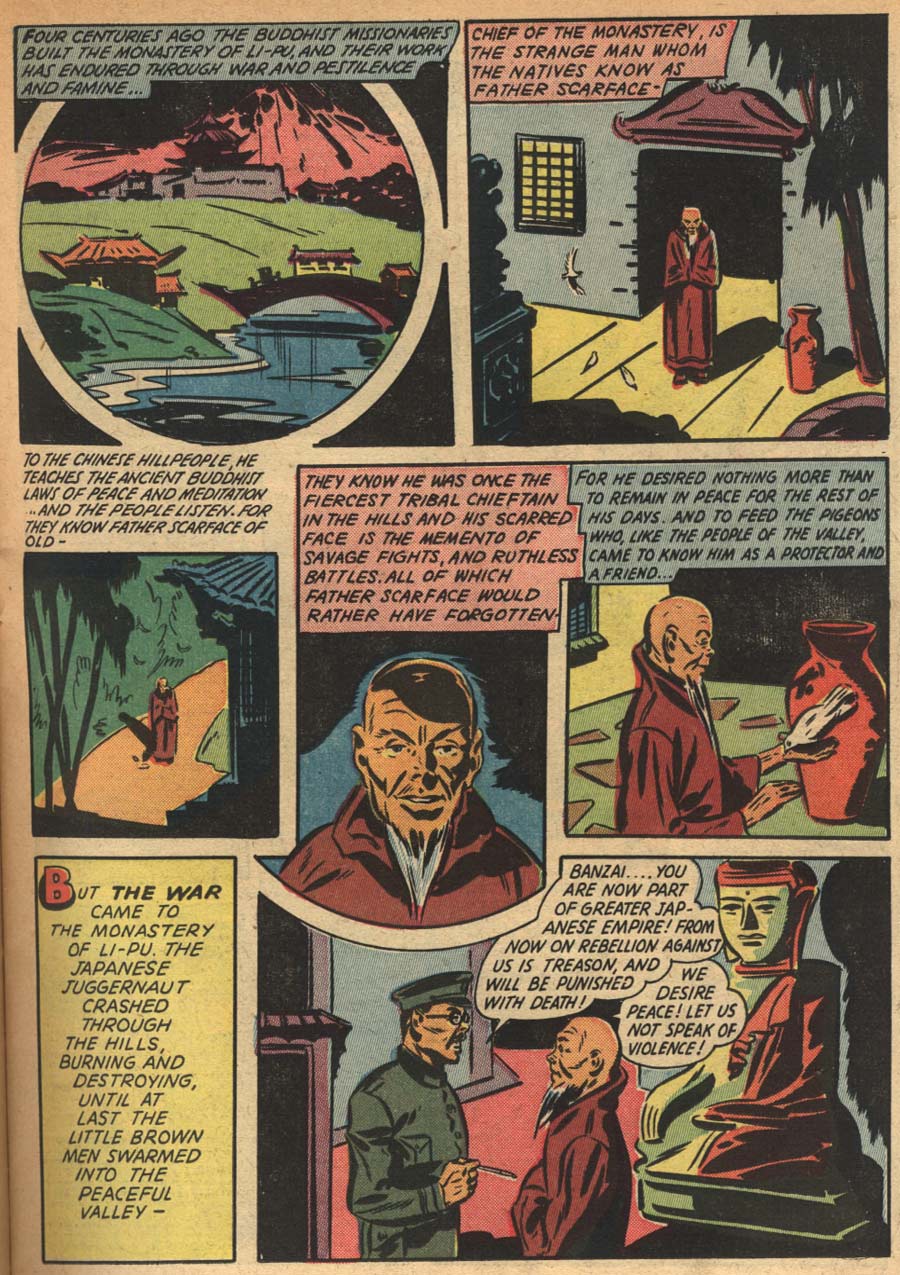 FOUR CENTURIES AGO THE BUDDHIST MISSIONARIES
BUILT THE MONASTERY OF LI-PU, AND THEIR WORK
HAS ENDURED THROUGH WAR AND PESTILENCE
AND FAMINE...
CHIEF OF THE MONASTERY, IS
THE STRANGE MAN WHOM
THE NATIVES KNOW AS
FATHER SCARFACE-
TO THE CHINESE HILLPEOPLE, HE
TEACHES THE ANCIENT BUDDHIST
LAWS OF PEACE AND MEDITATION
...AND THE PEOPLE LISTEN. FOR
THEY KNOW FATHER SCARFACE OF
OLD-
THEY KNOW HE WAS ONCE THE
FIERCEST TRIBAL CHIEFTAIN
IN THE HILLS AND HIS SCARRED
FACE IS THE MEMENTO OF
SAVAGE FIGHTS, AND RUTHLESS
BATTLES. ALL OF WHICH
FATHER SCARFACE WOULD
RATHER HAVE FORGOTTEN-
FOR HE DESIRED NOTHING MORE THAN
TO REMAIN IN PEACE FOR THE REST OF
HIS DAYS. AND TO FEED THE PIGEONS
WHO, LIKE THE PEOPLE OF THE VALLEY,
CAME TO KNOW HIM AS A PROTECTOR AND
A FRIEND...
BUT THE WAR
CAME TO
THE MONASTERY
OF LI-PU. THE
JAPANESE
JUGGERNAUT
CRASHED
THROUGH
THE HILLS,
BURNING AND
DESTROYING,
UNTIL AT
LAST THE
LITTLE BROWN
MEN SWARMED
INTO THE
PEACEFUL
VALLEY-
BANZAI.... YOU
ARE NOW PART
OF GREATER JAP-
ANESE EMPIRE! FROM
NOW ON REBELLION AGAINST
US IS TREASON, AND
WILL BE PUNISHED
WITH DEATH!
WE
DESIRE
PEACE! LET US
NOT SPEAK OF
VIOLENCE!